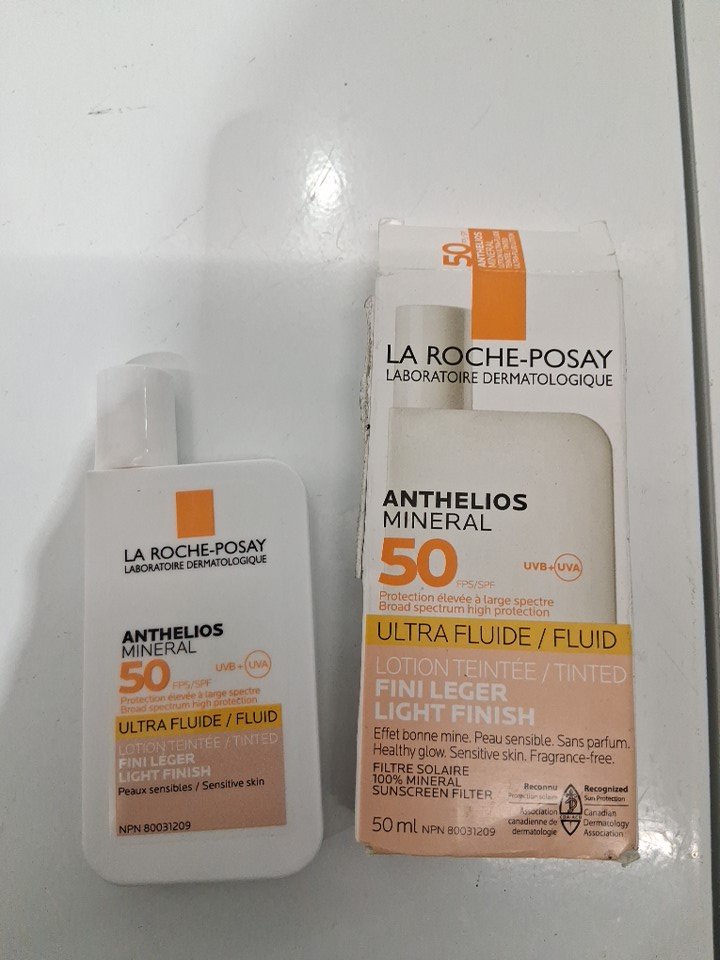 LA ROCHE-POSAY
LABORATOIRE DERMATOLOGIQUE
ANTHELIOS
MINERAL
50 FPS/SPF
UVB+UVA
Protection élevée à large spectre
Broad spectrum high protection
ULTRA FLUIDE / FLUID
LOTION TEINTÉE / TINTED
FINI LÉGER
LIGHT FINISH
Peaux sensibles / Sensitive skin
NPN 80031209
50
ANTHELIOS
MINERAL
LA ROCHE-POSAY
LABORATOIRE DERMATOLOGIQUE
ANTHELIOS
MINERAL
50 FPS/SPF
UVB+UVA
Protection élevée à large spectre
Broad spectrum high protection
ULTRA FLUIDE / FLUID
LOTION TEINTÉE / TINTED
FINI LEGER
LIGHT FINISH
Effet bonne mine. Peau sensible. Sans parfum.
Healthy glow. Sensitive skin. Fragrance-free.
FILTRE SOLAIRE
100% MINERAL
SUNSCREEN FILTER
50 ml NPN 80031209
Reconnu
Protection solaire
Association
canadienne de
dermatologie
Recognized
Sun Protection
Canadian
Dermatology
Association